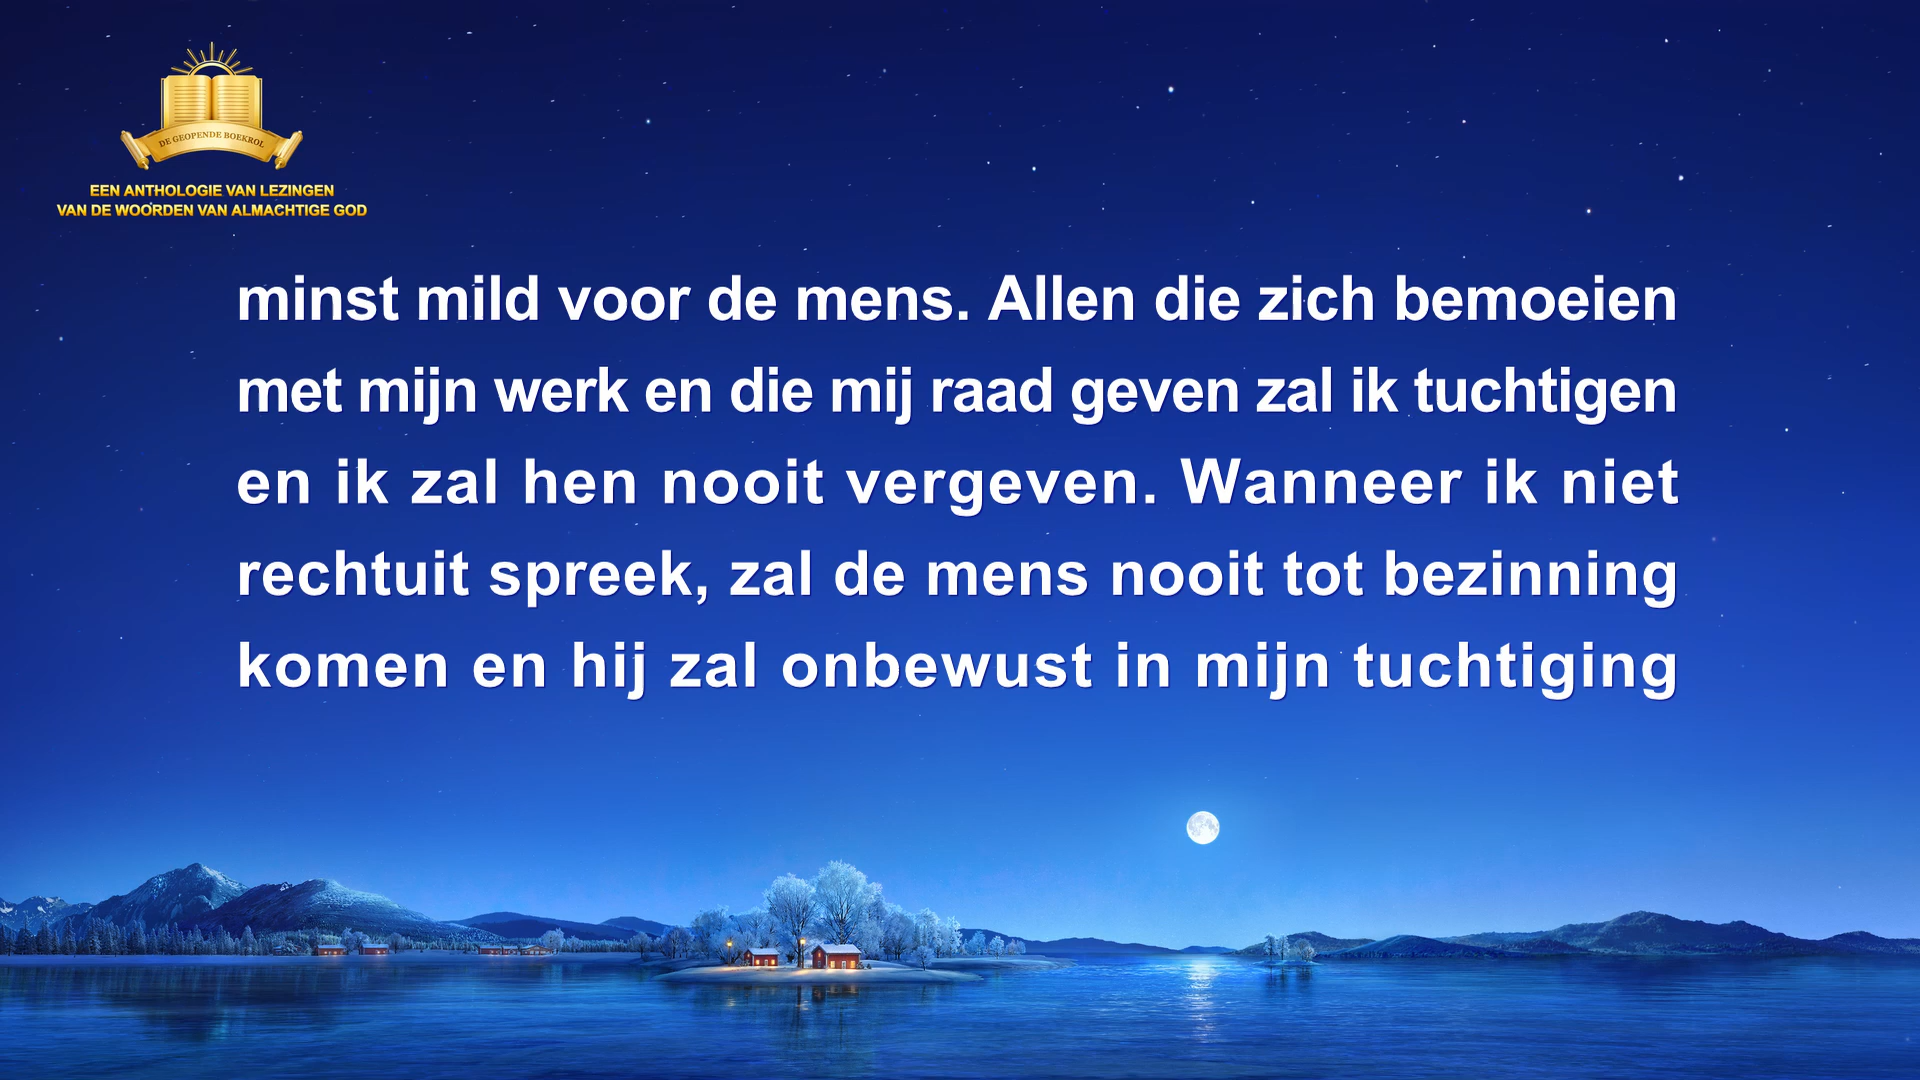 DE GEOPENDE BOEKROL
EEN ANTHOLOGIE VAN LEZINGEN
VAN DE WOORDEN VAN ALMACHTIGE GOD
minst mild voor de mens. Allen die zich bemoeien
met mijn werk en die mij raad geven zal ik tuchtigen
en ik zal hen nooit vergeven. Wanneer ik niet
rechtuit spreek, zal de mens nooit tot bezinning
komen en hij zal onbewust in mijn tuchtiging